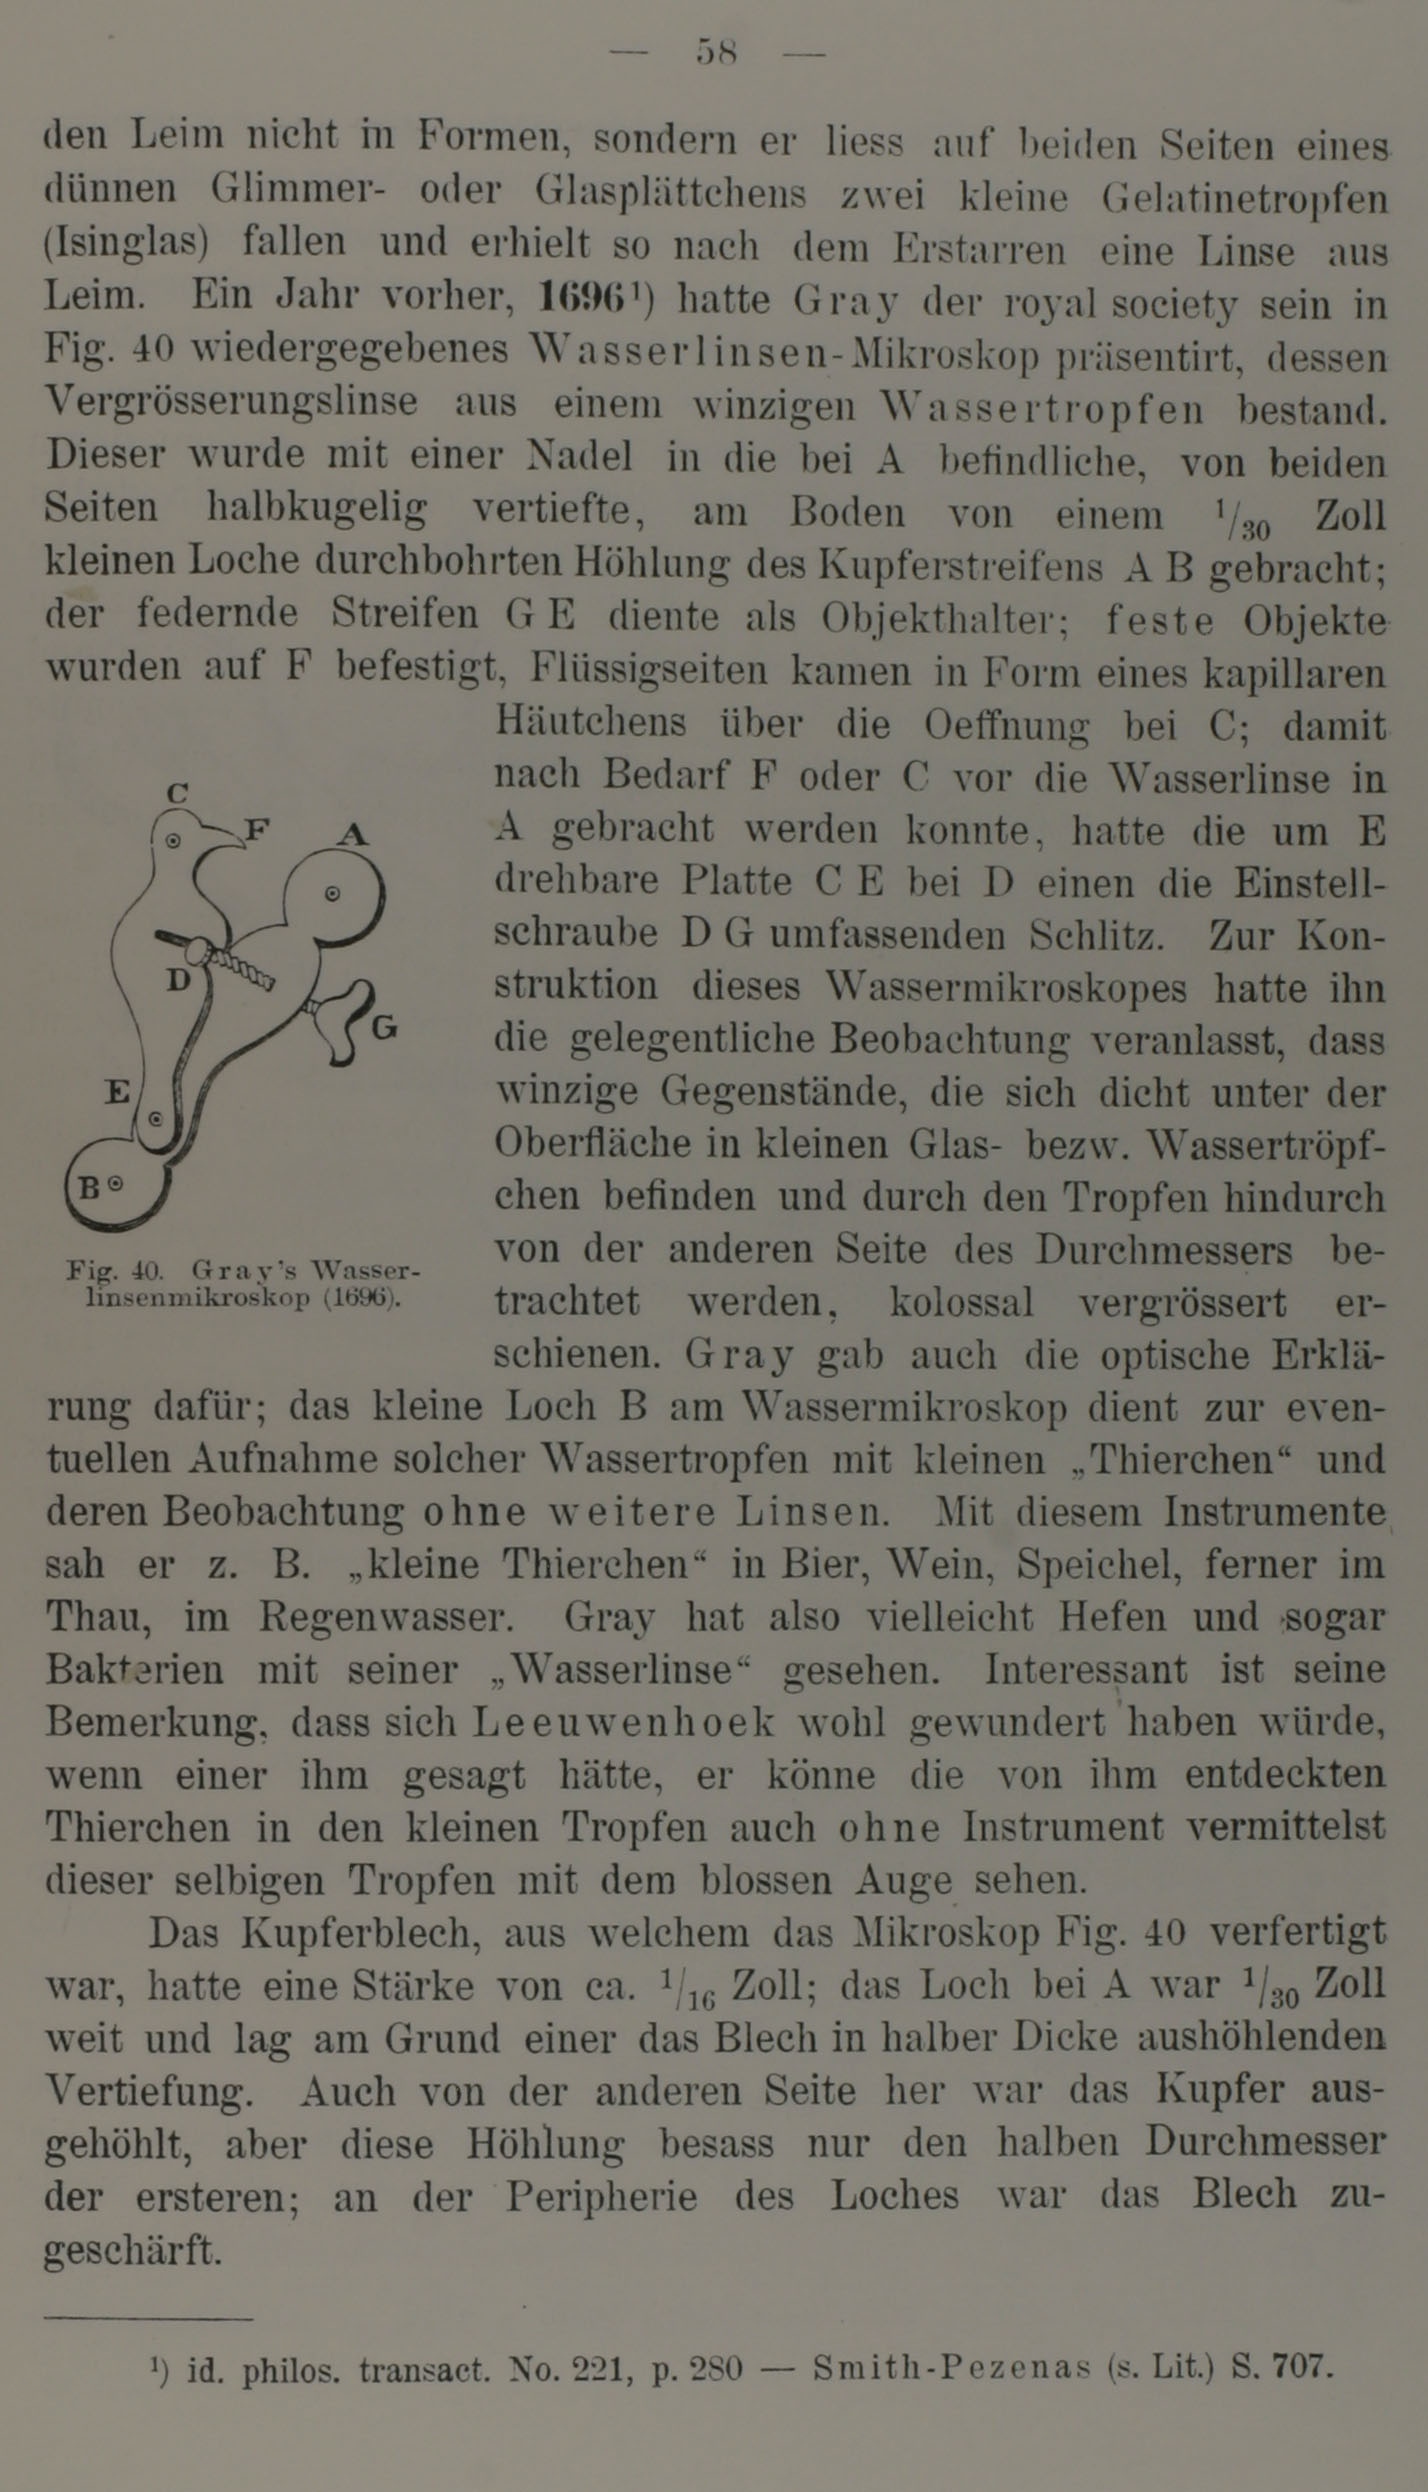 — 58 —
den Leim nicht in Formen, sondern er liess auf beiden Seiten eines
dünnen Glimmer- oder Glasplättchens zwei kleine Gelatinetropfen
(Isinglas) fallen und erhielt so nach dem Erstarren eine Linse aus
Leim. Ein Jahr vorher, 1696¹) hatte Gray der royal society sein in
Fig. 40 wiedergegebenes Wasserlinsen-Mikroskop präsentirt, dessen
Vergrösserungslinse aus einem winzigen Wassertropfen bestand.
Dieser wurde mit einer Nadel in die bei A befindliche, von beiden
Seiten halbkugelig vertiefte, am Boden von einem ¹/₃₀ Zoll
kleinen Loche durchbohrten Höhlung des Kupferstreifens A B gebracht;
der federnde Streifen G E diente als Objekthalter; feste Objekte
wurden auf F befestigt, Flüssigseiten kamen in Form eines kapillaren
Häutchens über die Oeffnung bei C; damit
nach Bedarf F oder C vor die Wasserlinse in
A gebracht werden konnte, hatte die um E
drehbare Platte C E bei D einen die Einstell-
schraube D G umfassenden Schlitz. Zur Kon-
struktion dieses Wassermikroskopes hatte ihn
die gelegentliche Beobachtung veranlasst, dass
winzige Gegenstände, die sich dicht unter der
Oberfläche in kleinen Glas- bezw. Wassertröpf-
chen befinden und durch den Tropfen hindurch
von der anderen Seite des Durchmessers be-
trachtet werden, kolossal vergrössert er-
schienen. Gray gab auch die optische Erklä-
C
F
A
D
G
E
B
Fig. 40. Gray's Wasser-
linsenmikroskop (1696).
rung dafür; das kleine Loch B am Wassermikroskop dient zur even-
tuellen Aufnahme solcher Wassertropfen mit kleinen „Thierchen“ und
deren Beobachtung ohne weitere Linsen. Mit diesem Instrumente
sah er z. B. „kleine Thierchen“ in Bier, Wein, Speichel, ferner im
Thau, im Regenwasser. Gray hat also vielleicht Hefen und sogar
Bakterien mit seiner „Wasserlinse“ gesehen. Interessant ist seine
Bemerkung, dass sich Leeuwenhoek wohl gewundert haben würde,
wenn einer ihm gesagt hätte, er könne die von ihm entdeckten
Thierchen in den kleinen Tropfen auch ohne Instrument vermittelst
dieser selbigen Tropfen mit dem blossen Auge sehen.
Das Kupferblech, aus welchem das Mikroskop Fig. 40 verfertigt
war, hatte eine Stärke von ca. ¹/₁₆ Zoll; das Loch bei A war ¹/₃₀ Zoll
weit und lag am Grund einer das Blech in halber Dicke aushöhlenden
Vertiefung. Auch von der anderen Seite her war das Kupfer aus-
gehöhlt, aber diese Höhlung besass nur den halben Durchmesser
der ersteren; an der Peripherie des Loches war das Blech zu-
geschärft.
¹) id. philos. transact. No. 221, p. 280 — Smith-Pezenas (s. Lit.) S. 707.